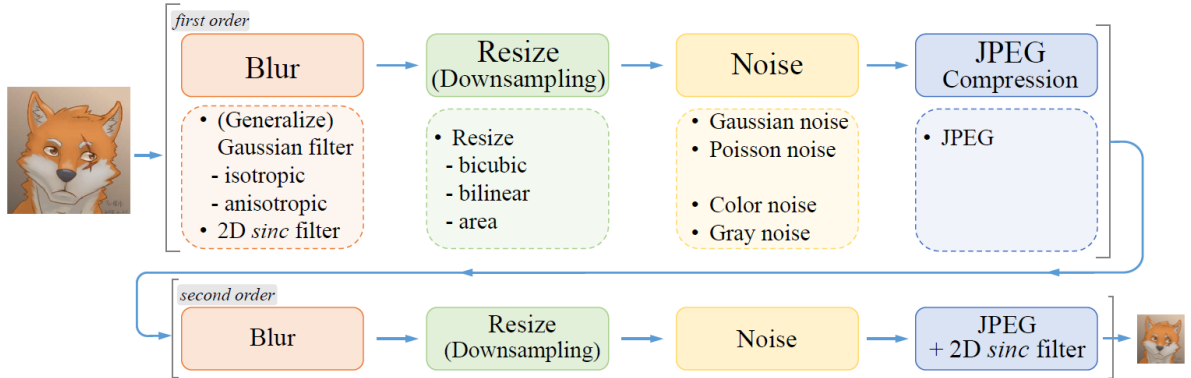 first order
Blur
Resize
(Downsampling)
Noise
JPEG
Compression
• (Generalize)
Gaussian filter
- isotropic
- anisotropic
• 2D sinc filter
• Resize
- bicubic
- bilinear
- area
• Gaussian noise
• Poisson noise
• Color noise
• Gray noise
• JPEG
second order
Blur
Resize
(Downsampling)
Noise
JPEG
+ 2D sinc filter